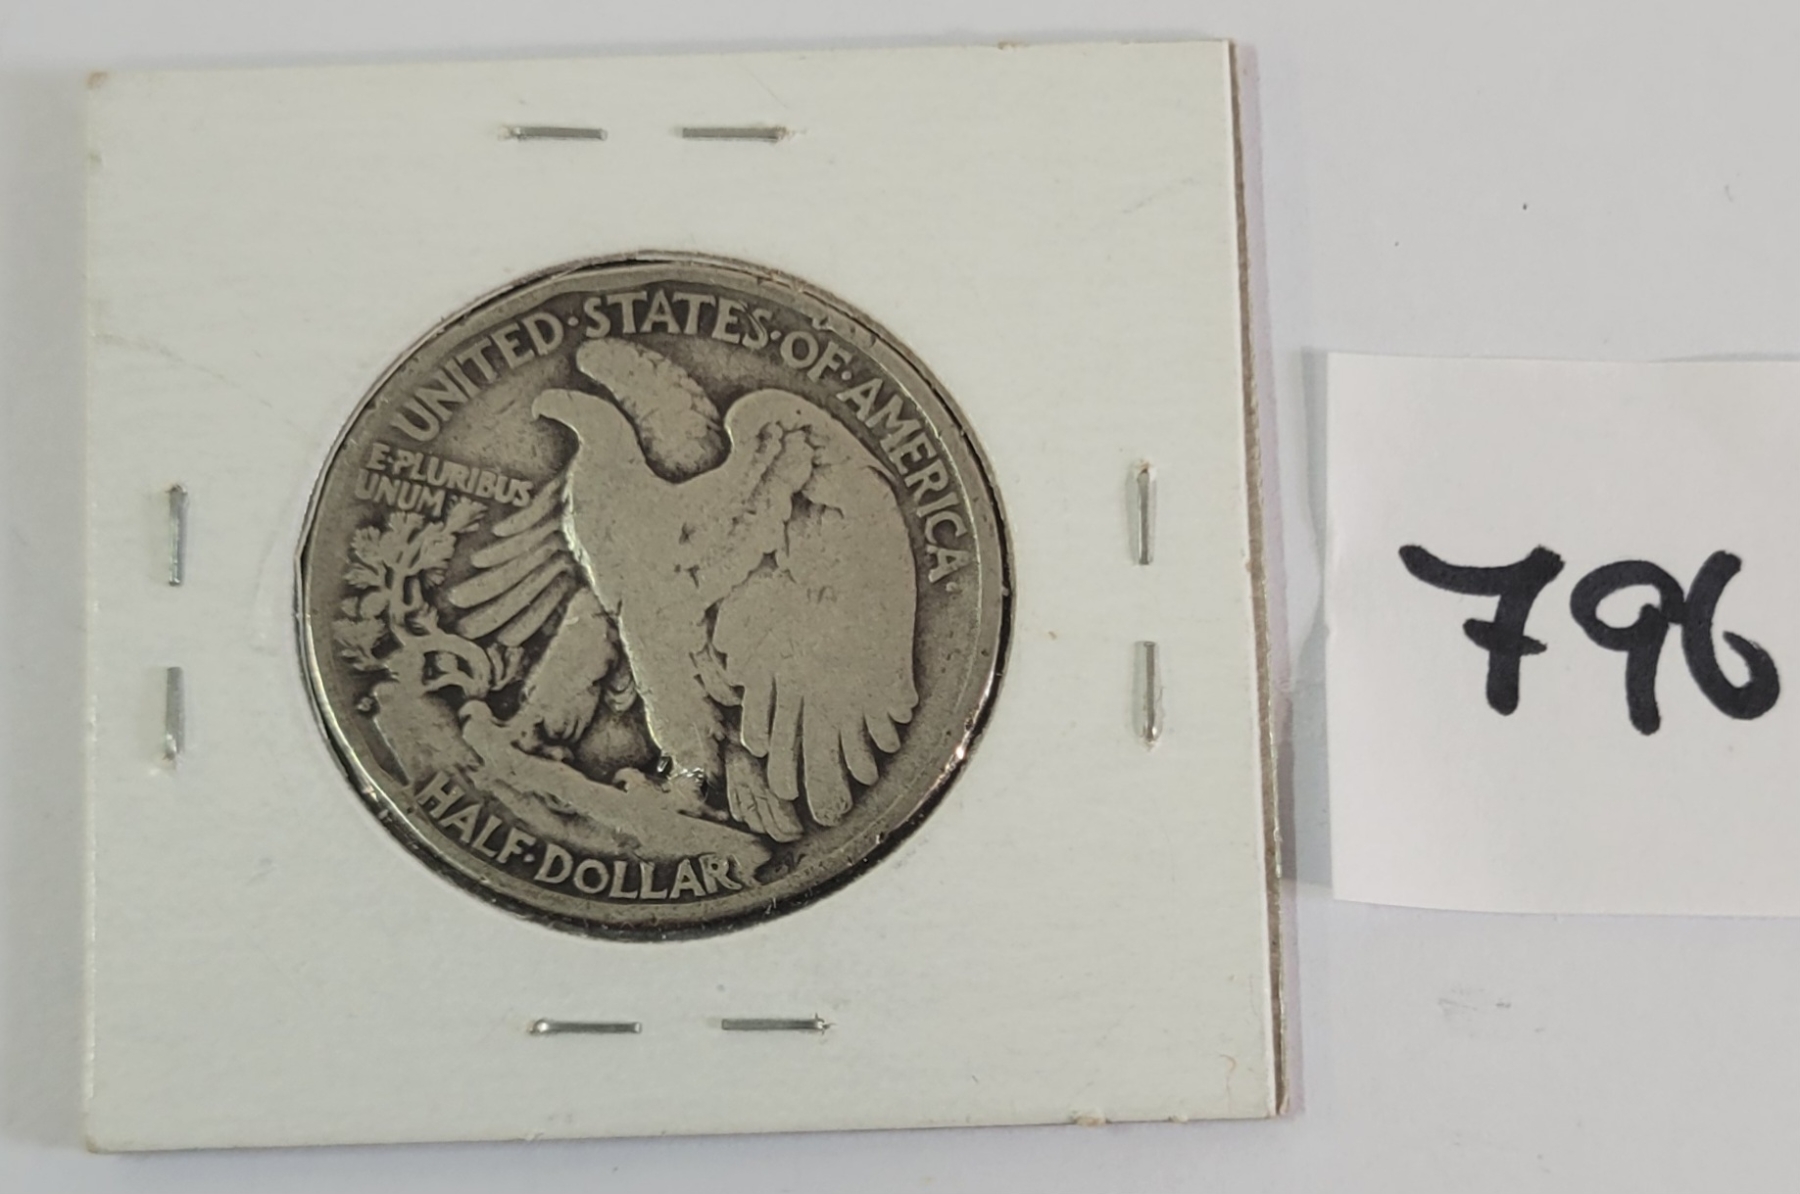 UNITED·STATES·OF·AMERICA·
E·PLURIBUS
UNUM
HALF·DOLLAR
796